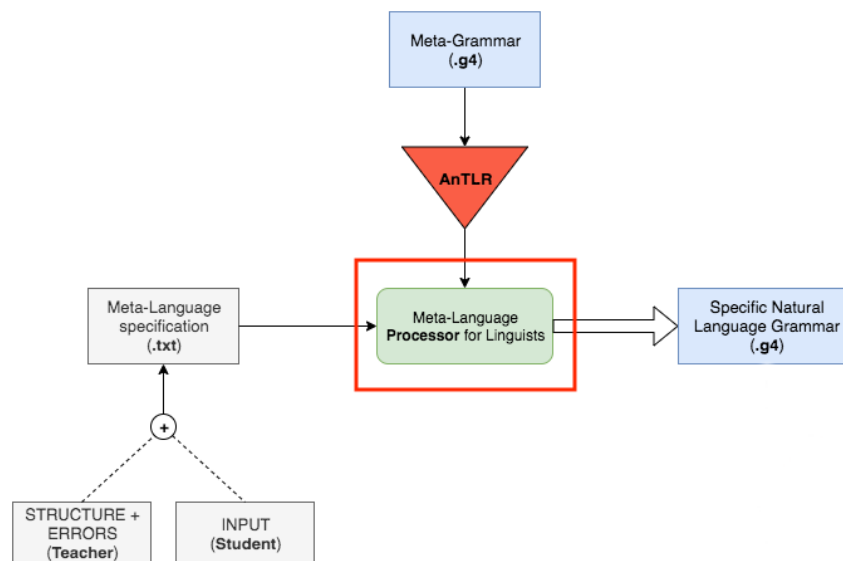 Meta-Grammar
(.g4)
AnTLR
Meta-Language
specification
(.txt)
Meta-Language
Processor for Linguists
Specific Natural
Language Grammar
(.g4)
+
STRUCTURE +
ERRORS
(Teacher)
INPUT
(Student)